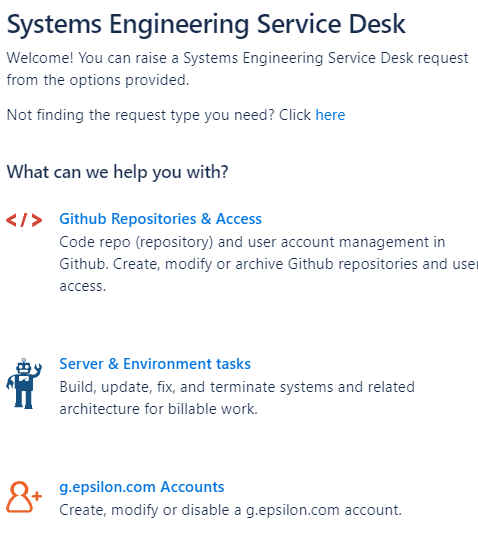 Systems Engineering Service Desk
Welcome! You can raise a Systems Engineering Service Desk request
from the options provided.
Not finding the request type you need? Click here
What can we help you with?
</>
Github Repositories & Access
Code repo (repository) and user account management in
Github. Create, modify or archive Github repositories and user
access.
Server & Environment tasks
Build, update, fix, and terminate systems and related
architecture for billable work.
g.epsilon.com Accounts
Create, modify or disable a g.epsilon.com account.